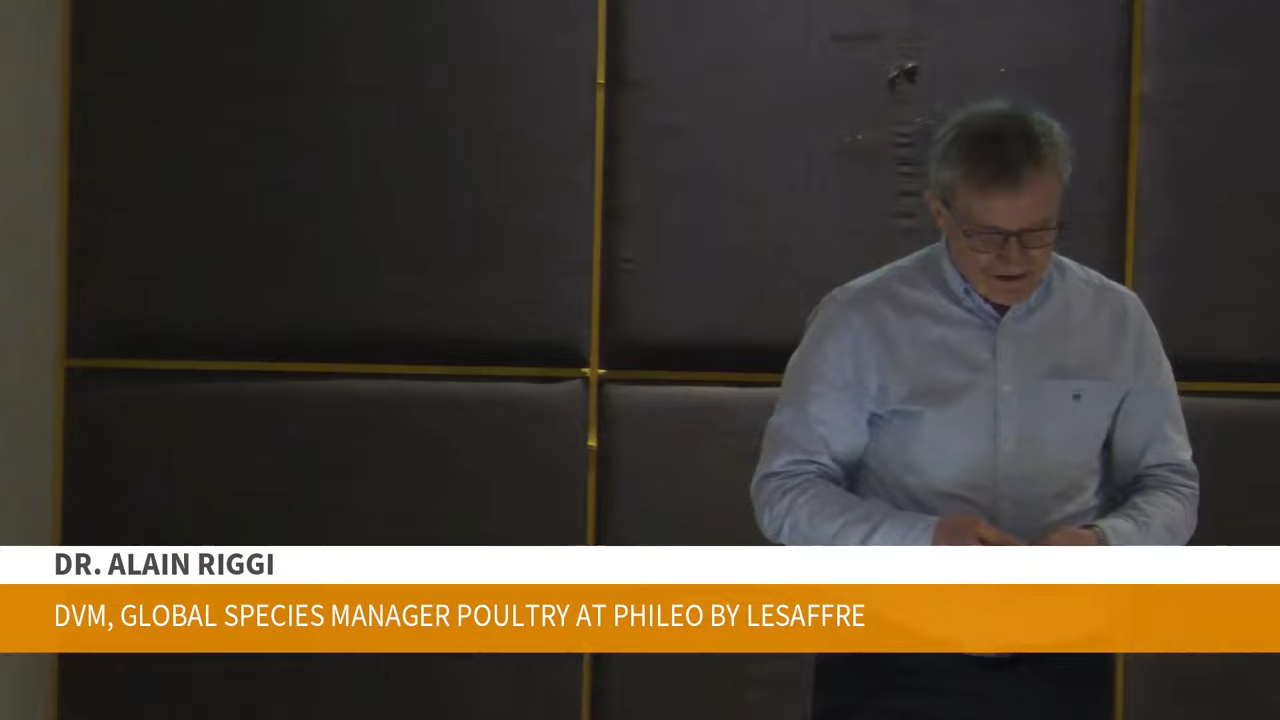 DR. ALAIN RIGGI
DVM, GLOBAL SPECIES MANAGER POULTRY AT PHILEO BY LESAFFRE